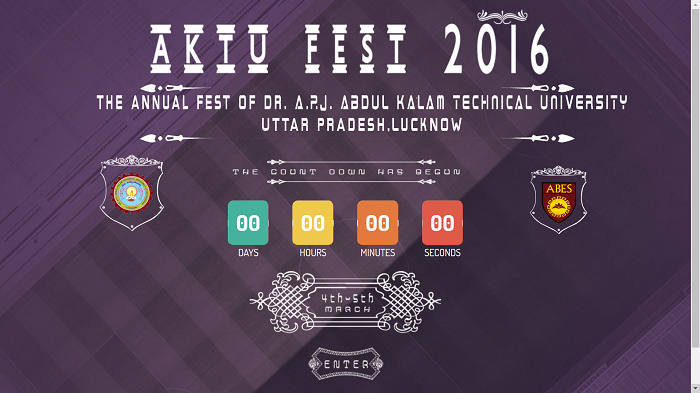 AKTU FEST 2016
THE ANNUAL FEST OF DR. A.P.J. ABDUL KALAM TECHNICAL UNIVERSITY
UTTAR PRADESH,LUCKNOW
THE COUNT DOWN HAS BEGUN
ABES
00 00 00 00
DAYS HOURS MINUTES SECONDS
4th-5th
MARCH
ENTER